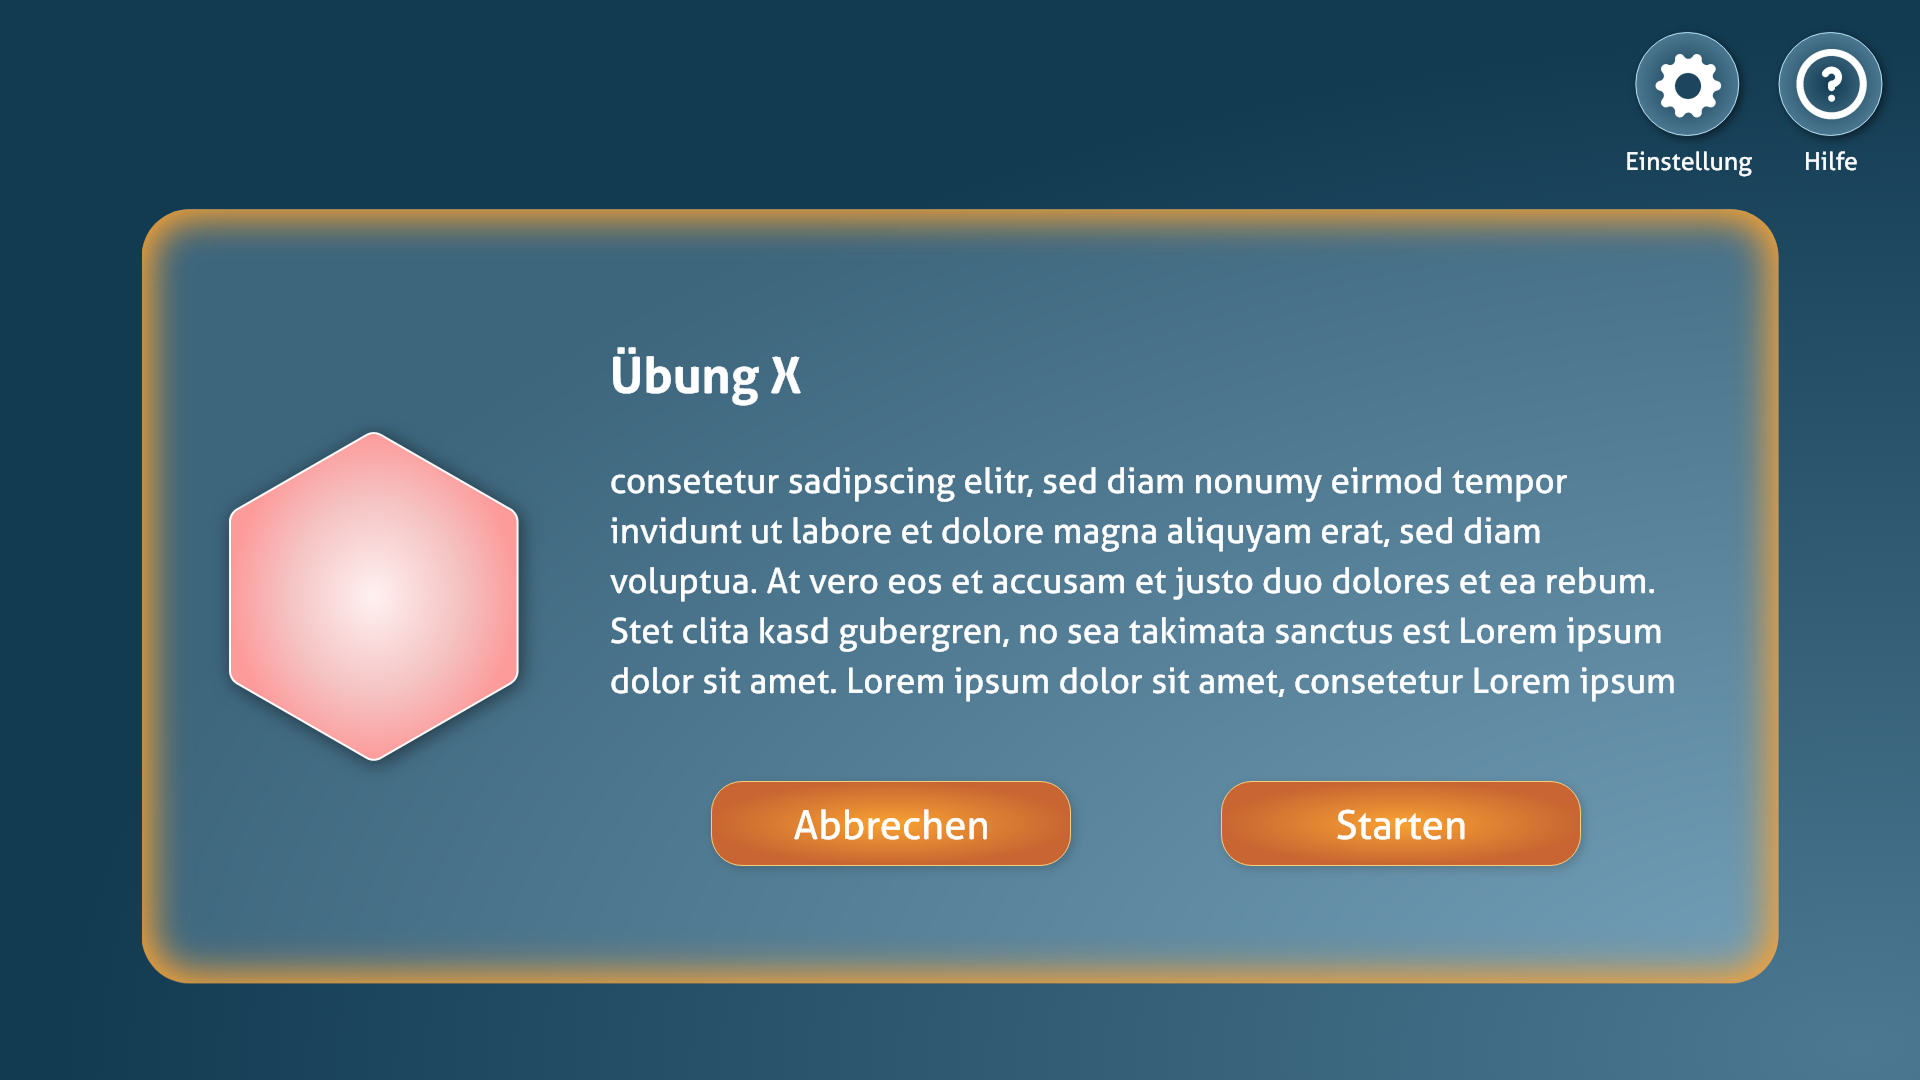 Einstellung
Hilfe
Übung X
consetetur sadipscing elitr, sed diam nonumy eirmod tempor
invidunt ut labore et dolore magna aliquyam erat, sed diam
voluptua. At vero eos et accusam et justo duo dolores et ea rebum.
Stet clita kasd gubergren, no sea takimata sanctus est Lorem ipsum
dolor sit amet. Lorem ipsum dolor sit amet, consetetur Lorem ipsum
Abbrechen
Starten